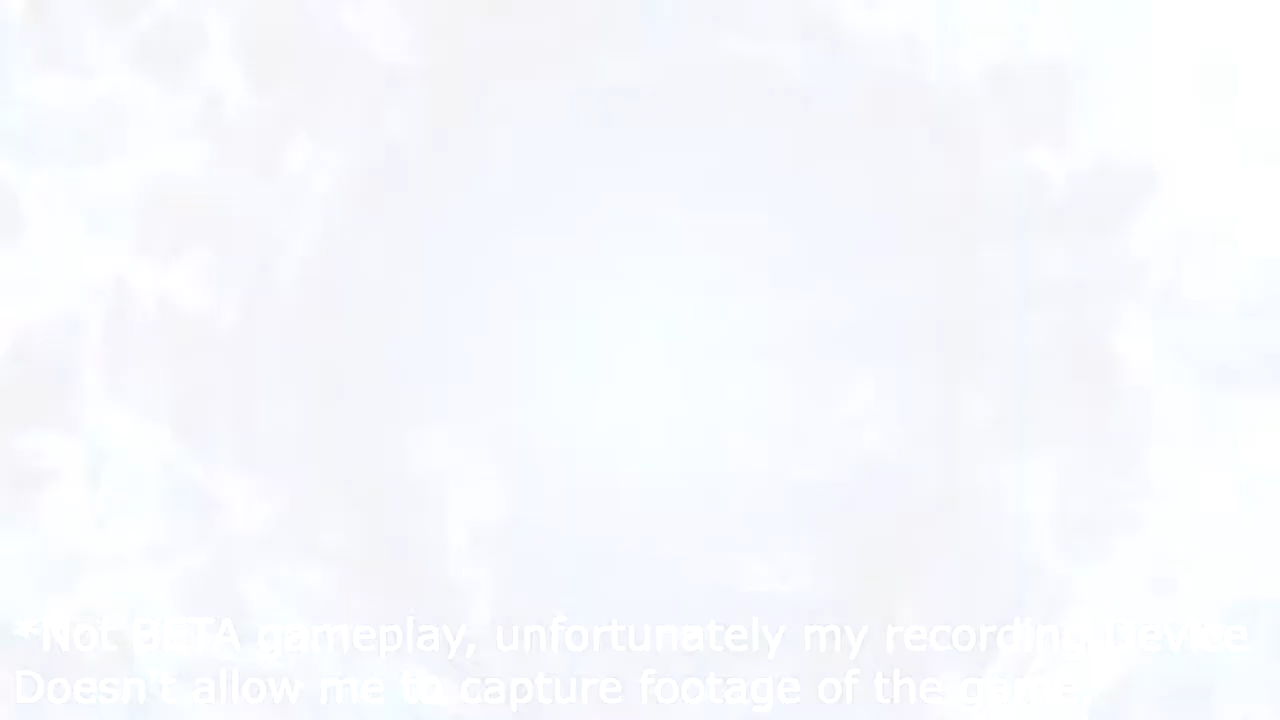 *Not BETA gameplay, unfortunately my recording Device
Doesn't allow me to capture footage of the game